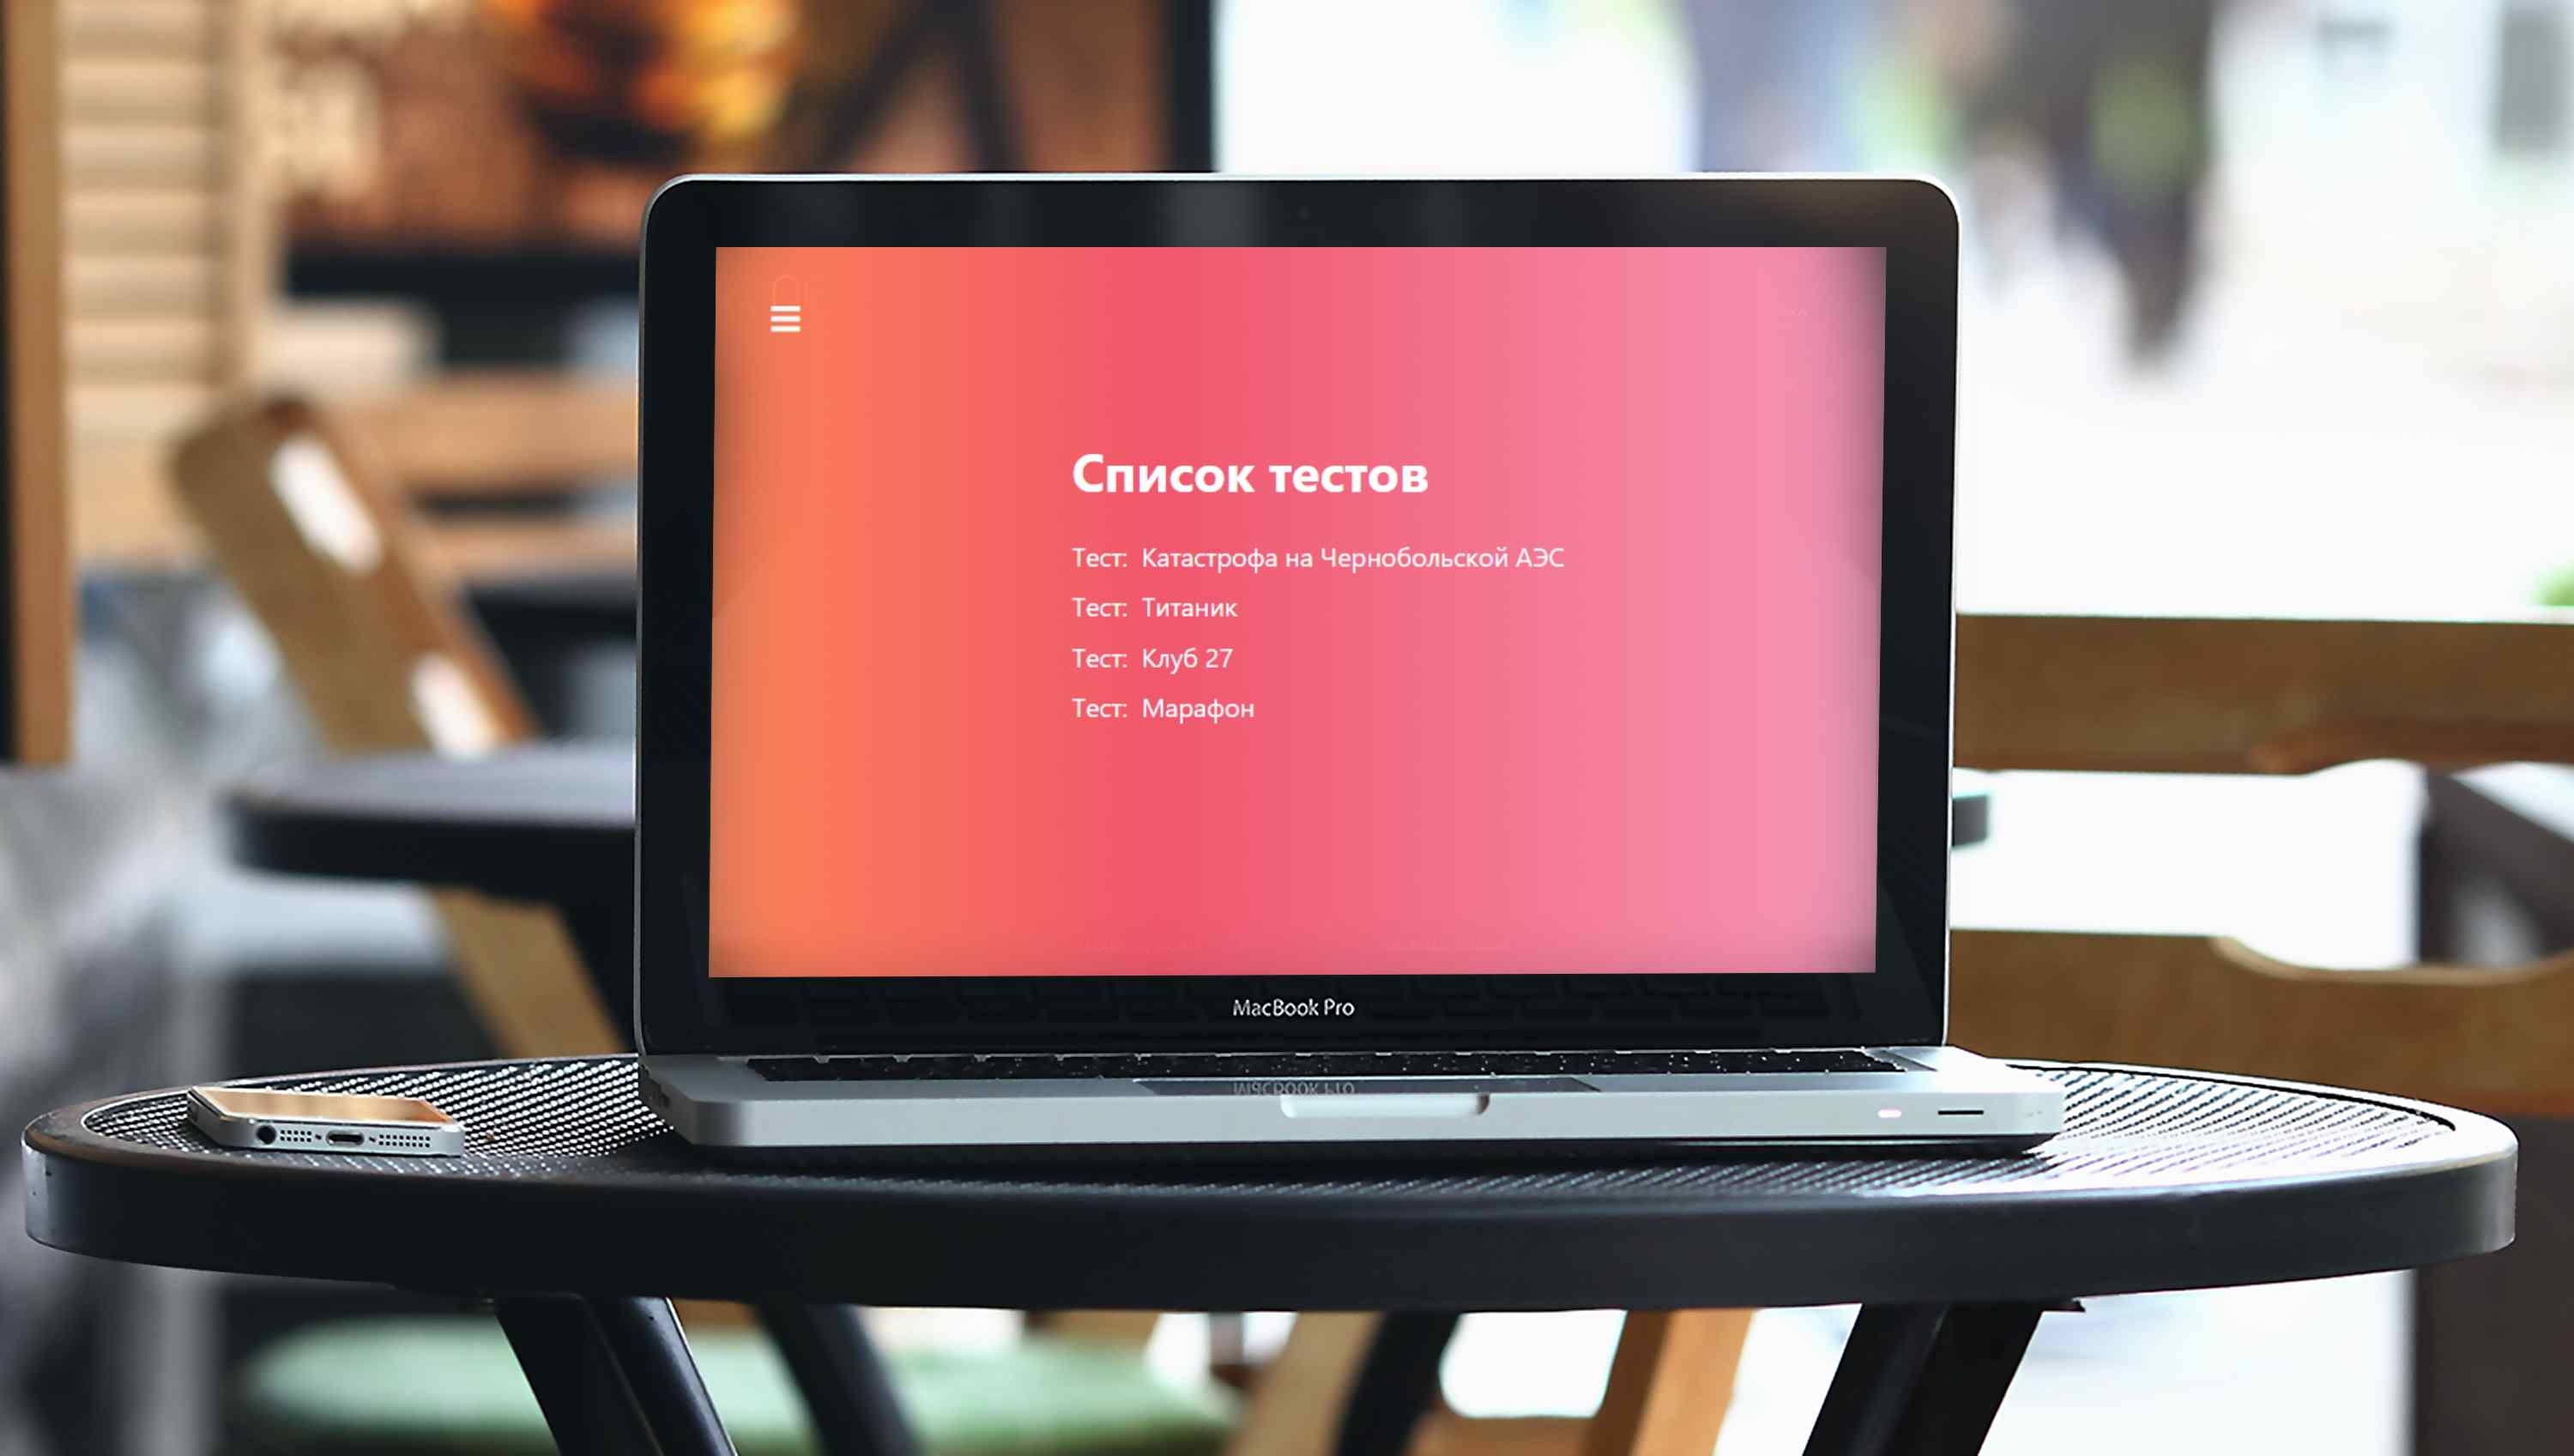 Список тестов
Тест: Катастрофа на Чернобольской АЭС
Тест: Титаник
Тест: Клуб 27
Тест: Марафон
MacBook Pro